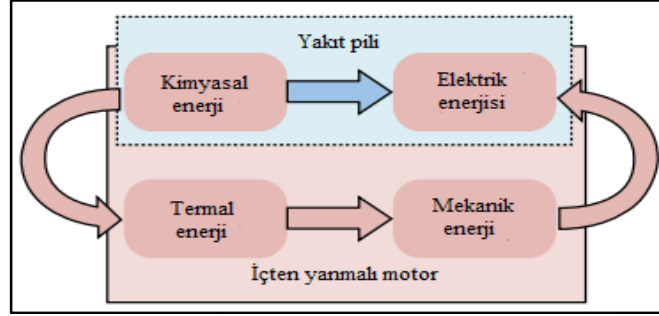 Yakıt pili
Kimyasal
enerji
Elektrik
enerjisi
Termal
enerji
Mekanik
enerji
İçten yanmalı motor